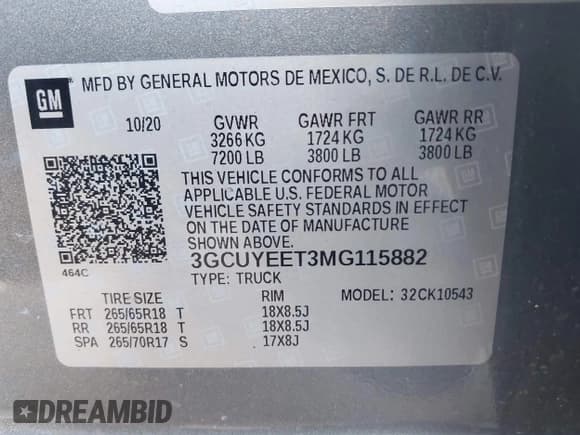 GM
MFD BY GENERAL MOTORS DE MEXICO, S. DE R.L. DE C.V.
10/20 GVWR GAWR FRT GAWR RR
3266 KG 1724 KG 1724 KG
7200 LB 3800 LB 3800 LB
THIS VEHICLE CONFORMS TO ALL
APPLICABLE U.S. FEDERAL MOTOR
VEHICLE SAFETY STANDARDS IN EFFECT
ON THE DATE OF MANUFACTURE
SHOWN ABOVE.
464C
3GCUYEET3MG115882
TYPE: TRUCK
TIRE SIZE RIM MODEL: 32CK10543
FRT 265/65R18 T 18X8.5J
RR 265/65R18 T 18X8.5J
SPA 265/70R17 S 17X8J
DREAMBID